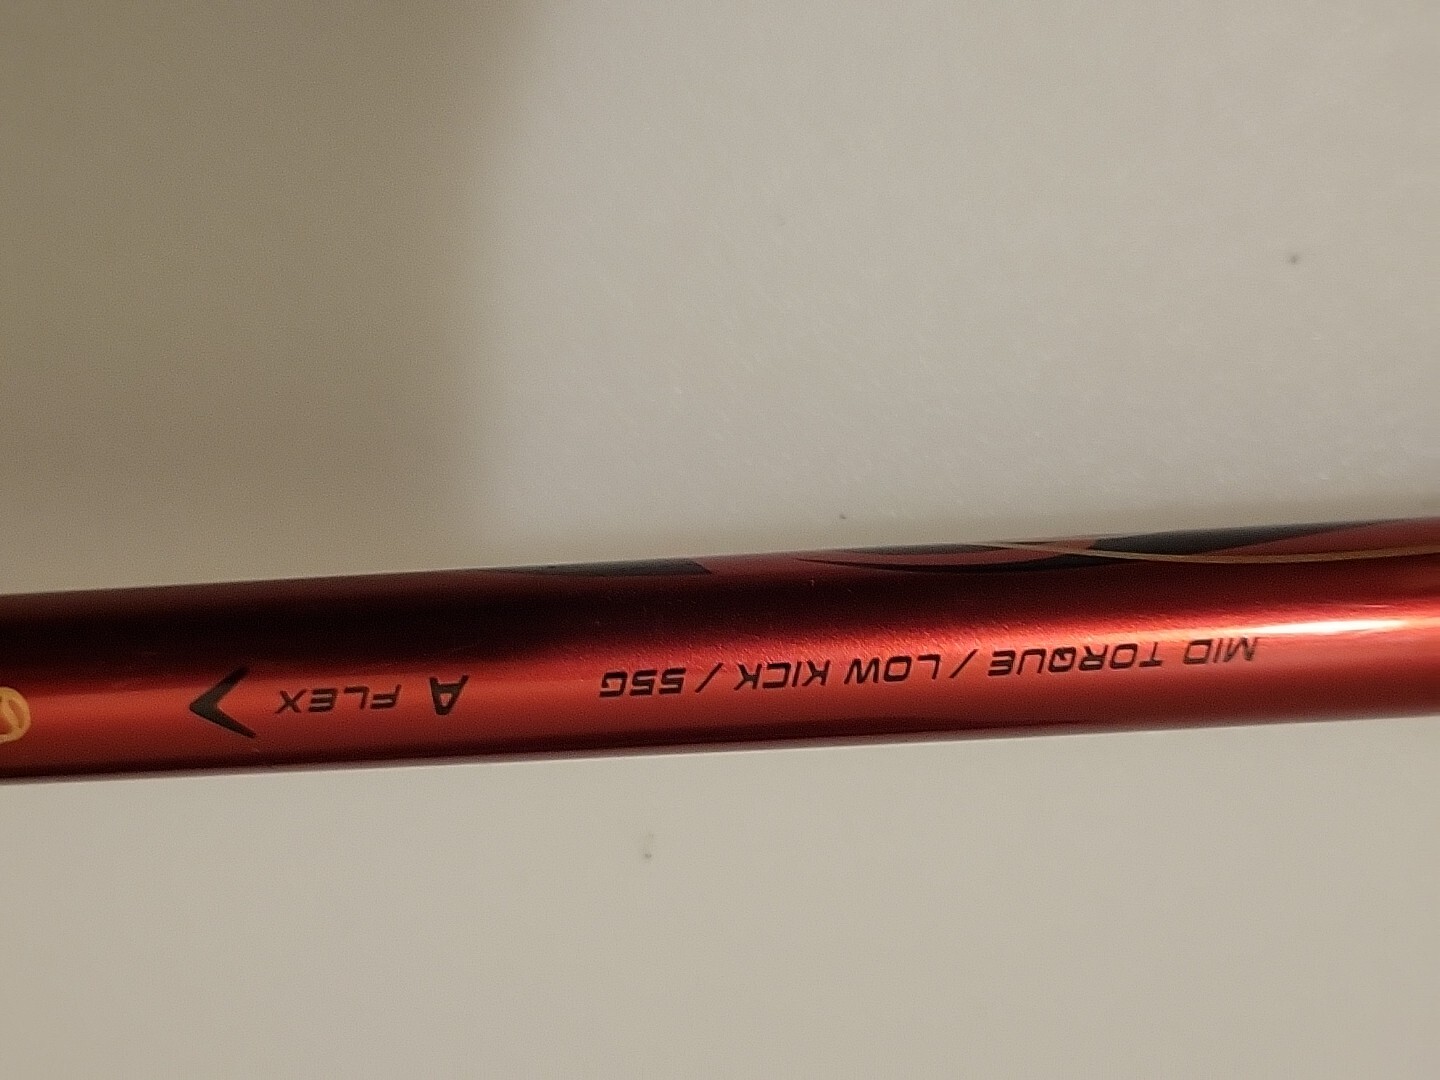 MID TORQUE / LOW KICK / 55G
A FLEX